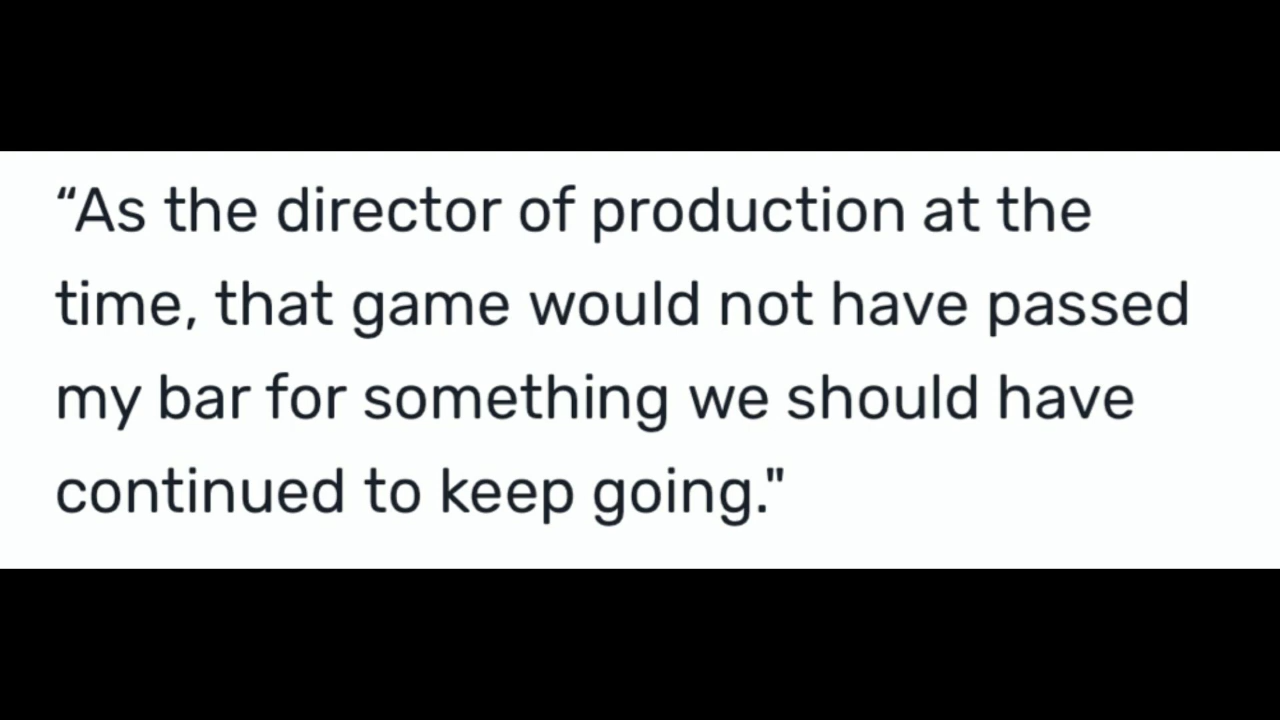 “As the director of production at the
time, that game would not have passed
my bar for something we should have
continued to keep going."